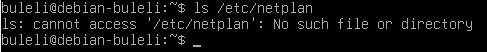 buleli@debian-buleli:~$ ls /etc/netplan
ls: cannot access '/etc/netplan': No such file or directory
buleli@debian-buleli:~$ _